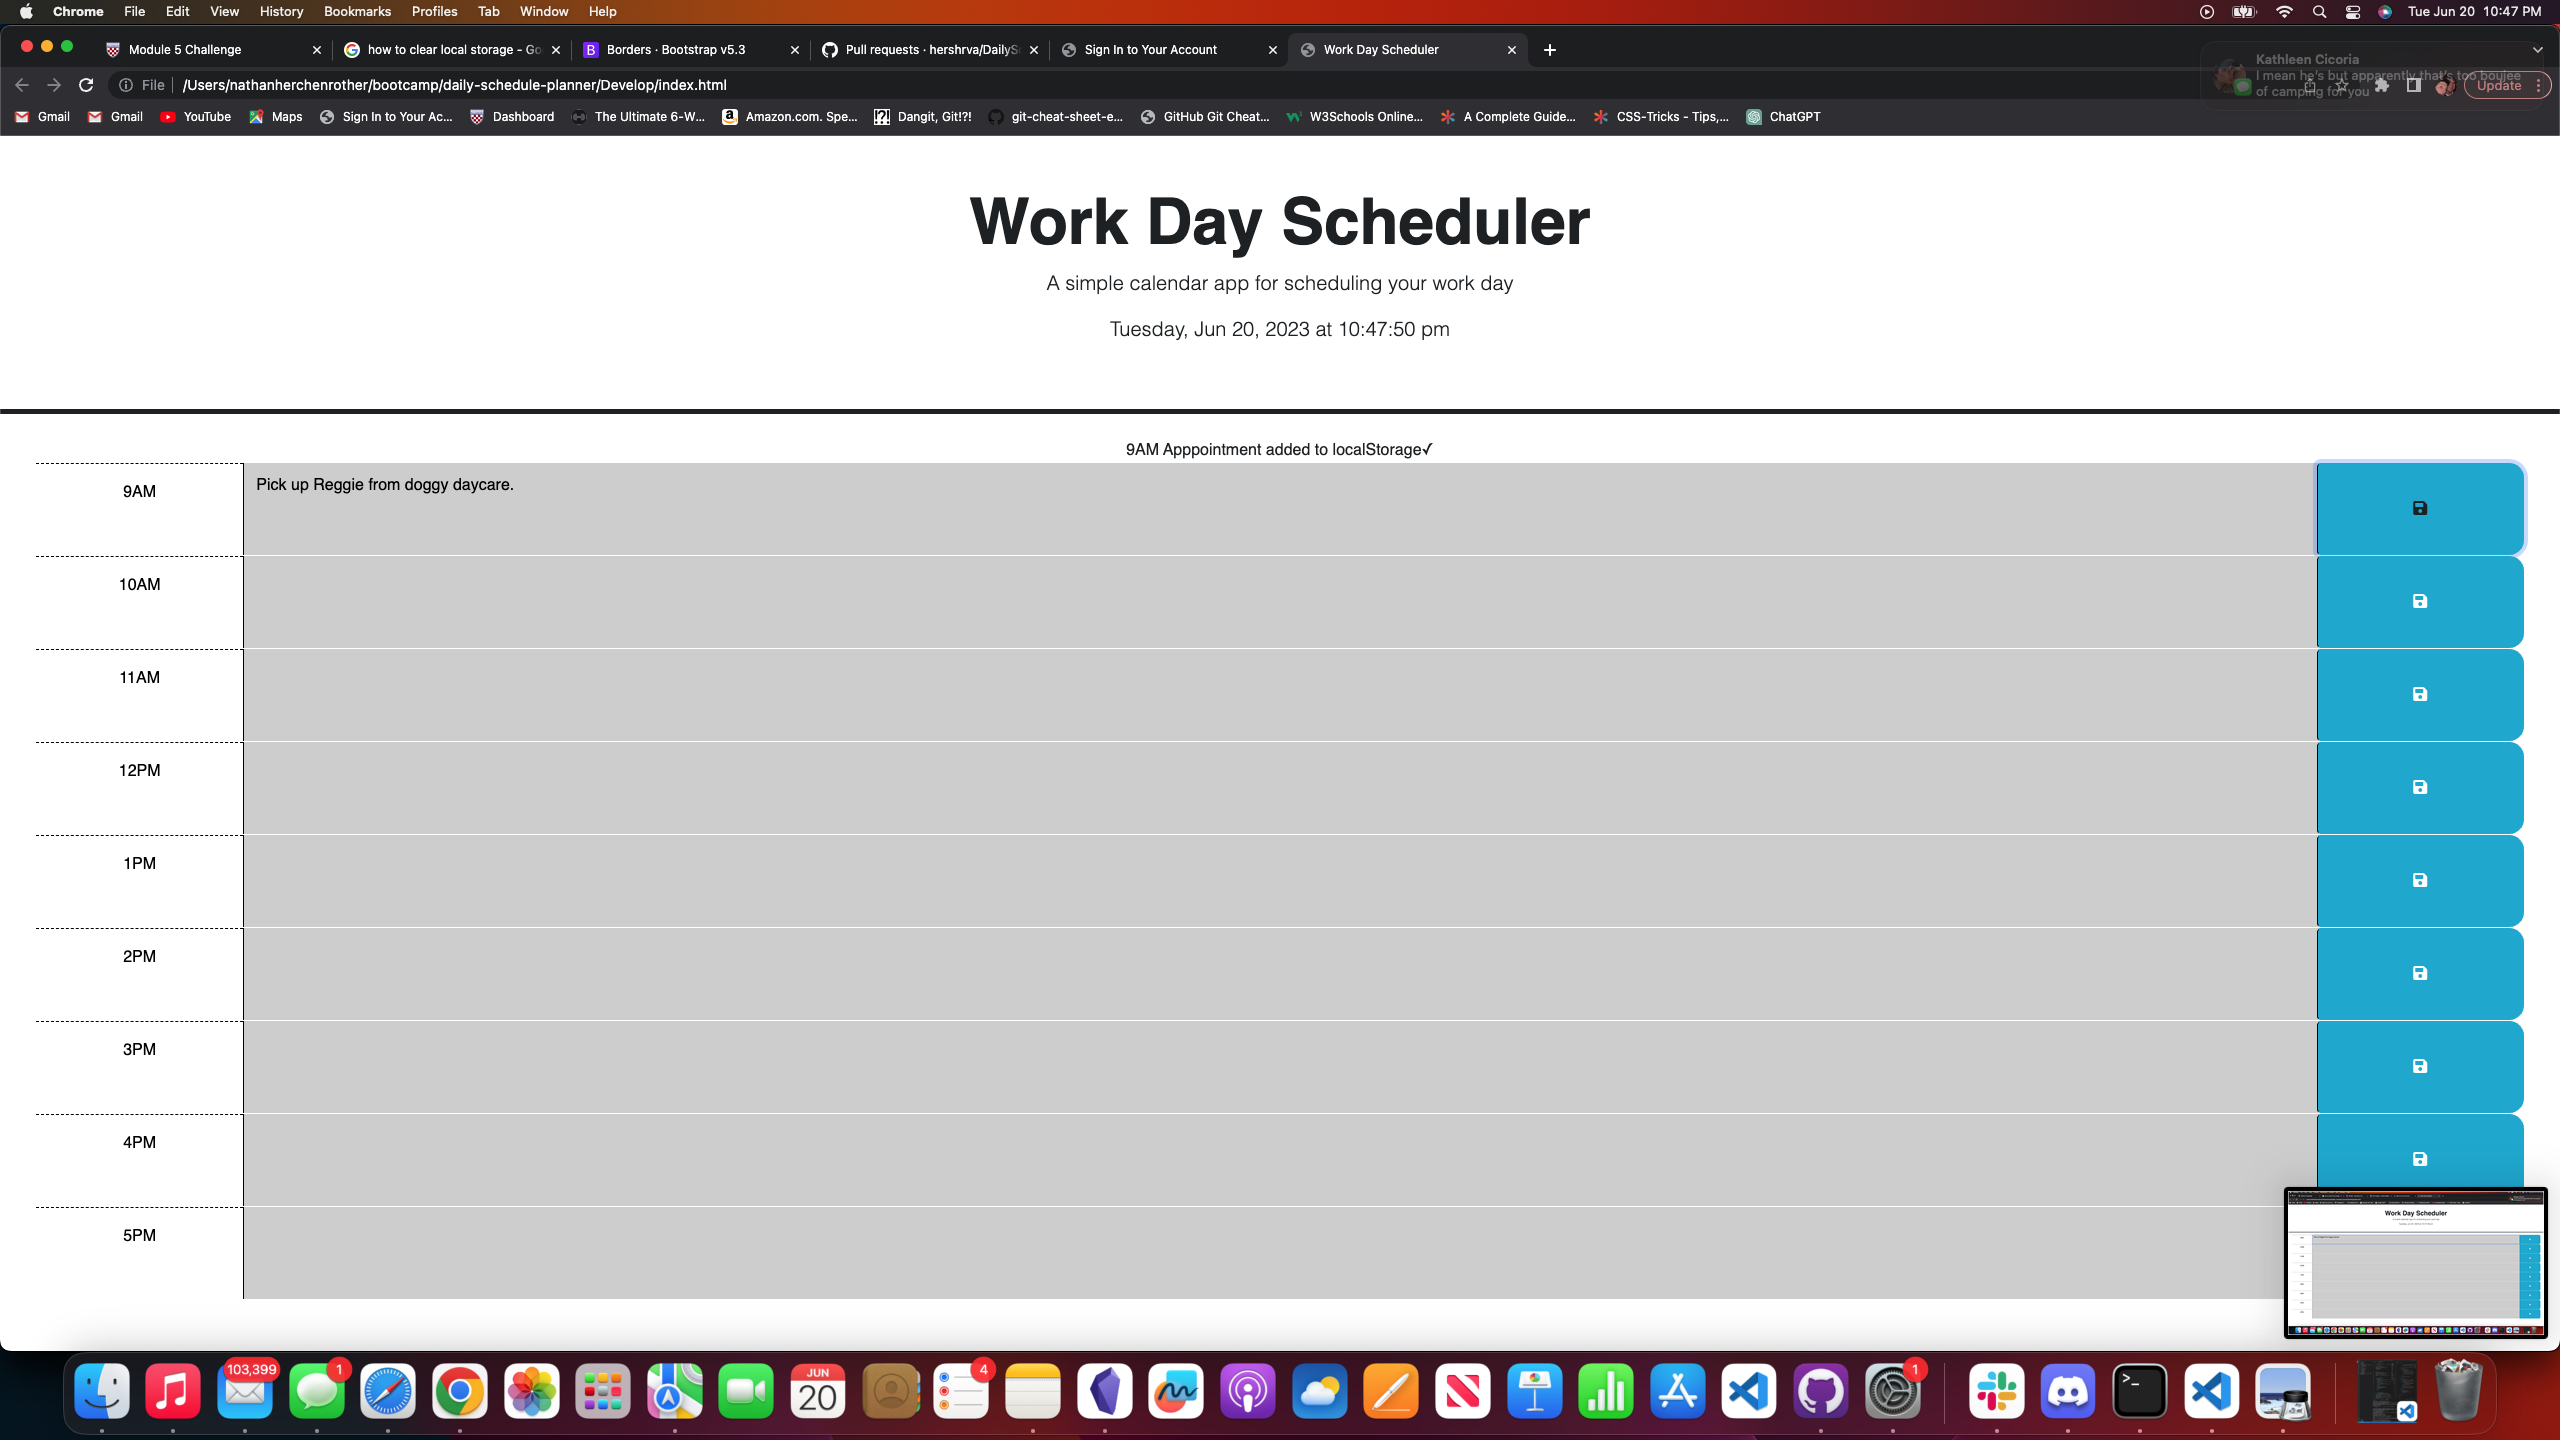 Chrome File Edit View History Bookmarks Profiles Tab Window Help
Tue Jun 20 10:47 PM
Module 5 Challenge
how to clear local storage - Go
Borders · Bootstrap v5.3
Pull requests · hershrva/DailyS
Sign In to Your Account
Work Day Scheduler
File
/Users/nathanherchenrother/bootcamp/daily-schedule-planner/Develop/index.html
Kathleen Cicoria
I mean he's but apparently that's too boujee
of camping for you
Update
Gmail
Gmail
YouTube
Maps
Sign In to Your Ac...
Dashboard
The Ultimate 6-W...
Amazon.com. Spe...
Dangit, Git!?!
git-cheat-sheet-e...
GitHub Git Cheat...
W3Schools Online...
A Complete Guide...
CSS-Tricks - Tips,...
ChatGPT
Work Day Scheduler
A simple calendar app for scheduling your work day
Tuesday, Jun 20, 2023 at 10:47:50 pm
9AM Apppointment added to localStorage✓
9AM
Pick up Reggie from doggy daycare.
10AM
11AM
12PM
1PM
2PM
3PM
4PM
5PM
Work Day Scheduler
103,399
1
JUN
20
4
1